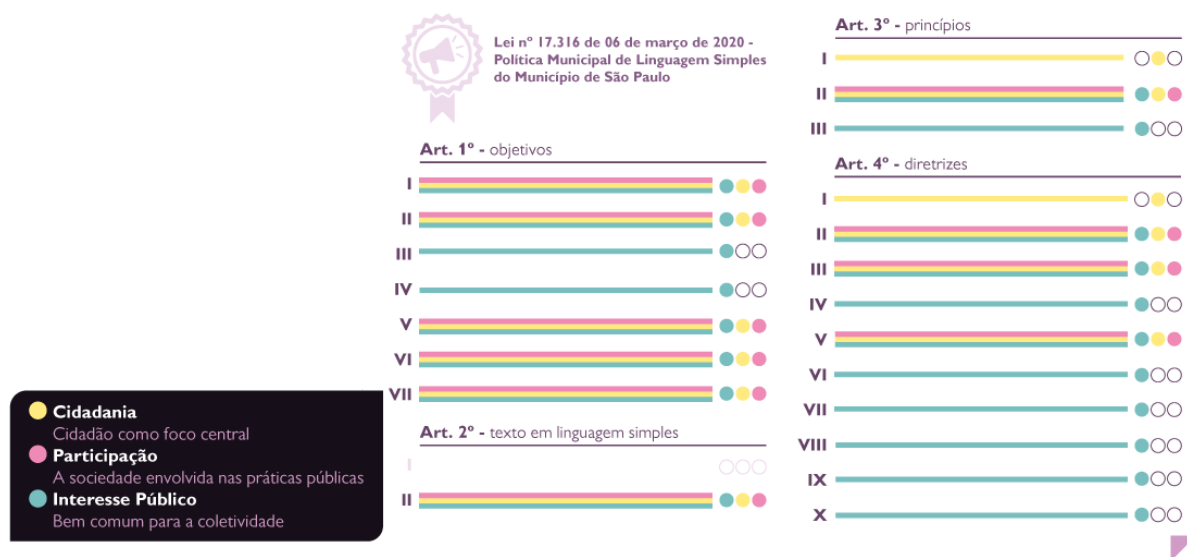 Lei nº 17.316 de 06 de março de 2020 -
Política Municipal de Linguagem Simples
do Município de São Paulo
Art. 1º - objetivos
I
II
III
IV
V
VI
VII
Art. 2º - texto em linguagem simples
I
II
Art. 3º - princípios
I
II
III
Art. 4º - diretrizes
I
II
III
IV
V
VI
VII
VIII
IX
X
Cidadania
Cidadão como foco central
Participação
A sociedade envolvida nas práticas públicas
Interesse Público
Bem comum para a coletividade